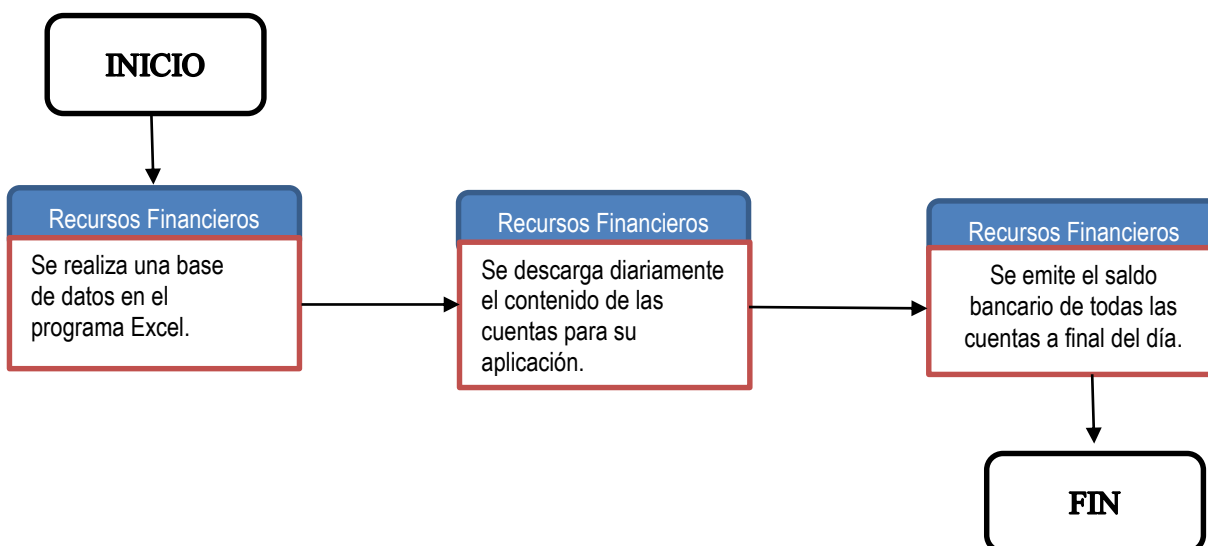 INICIO
Recursos Financieros
Se realiza una base
de datos en el
programa Excel.
Recursos Financieros
Se descarga diariamente
el contenido de las
cuentas para su
aplicación.
Recursos Financieros
Se emite el saldo
bancario de todas las
cuentas a final del día.
FIN